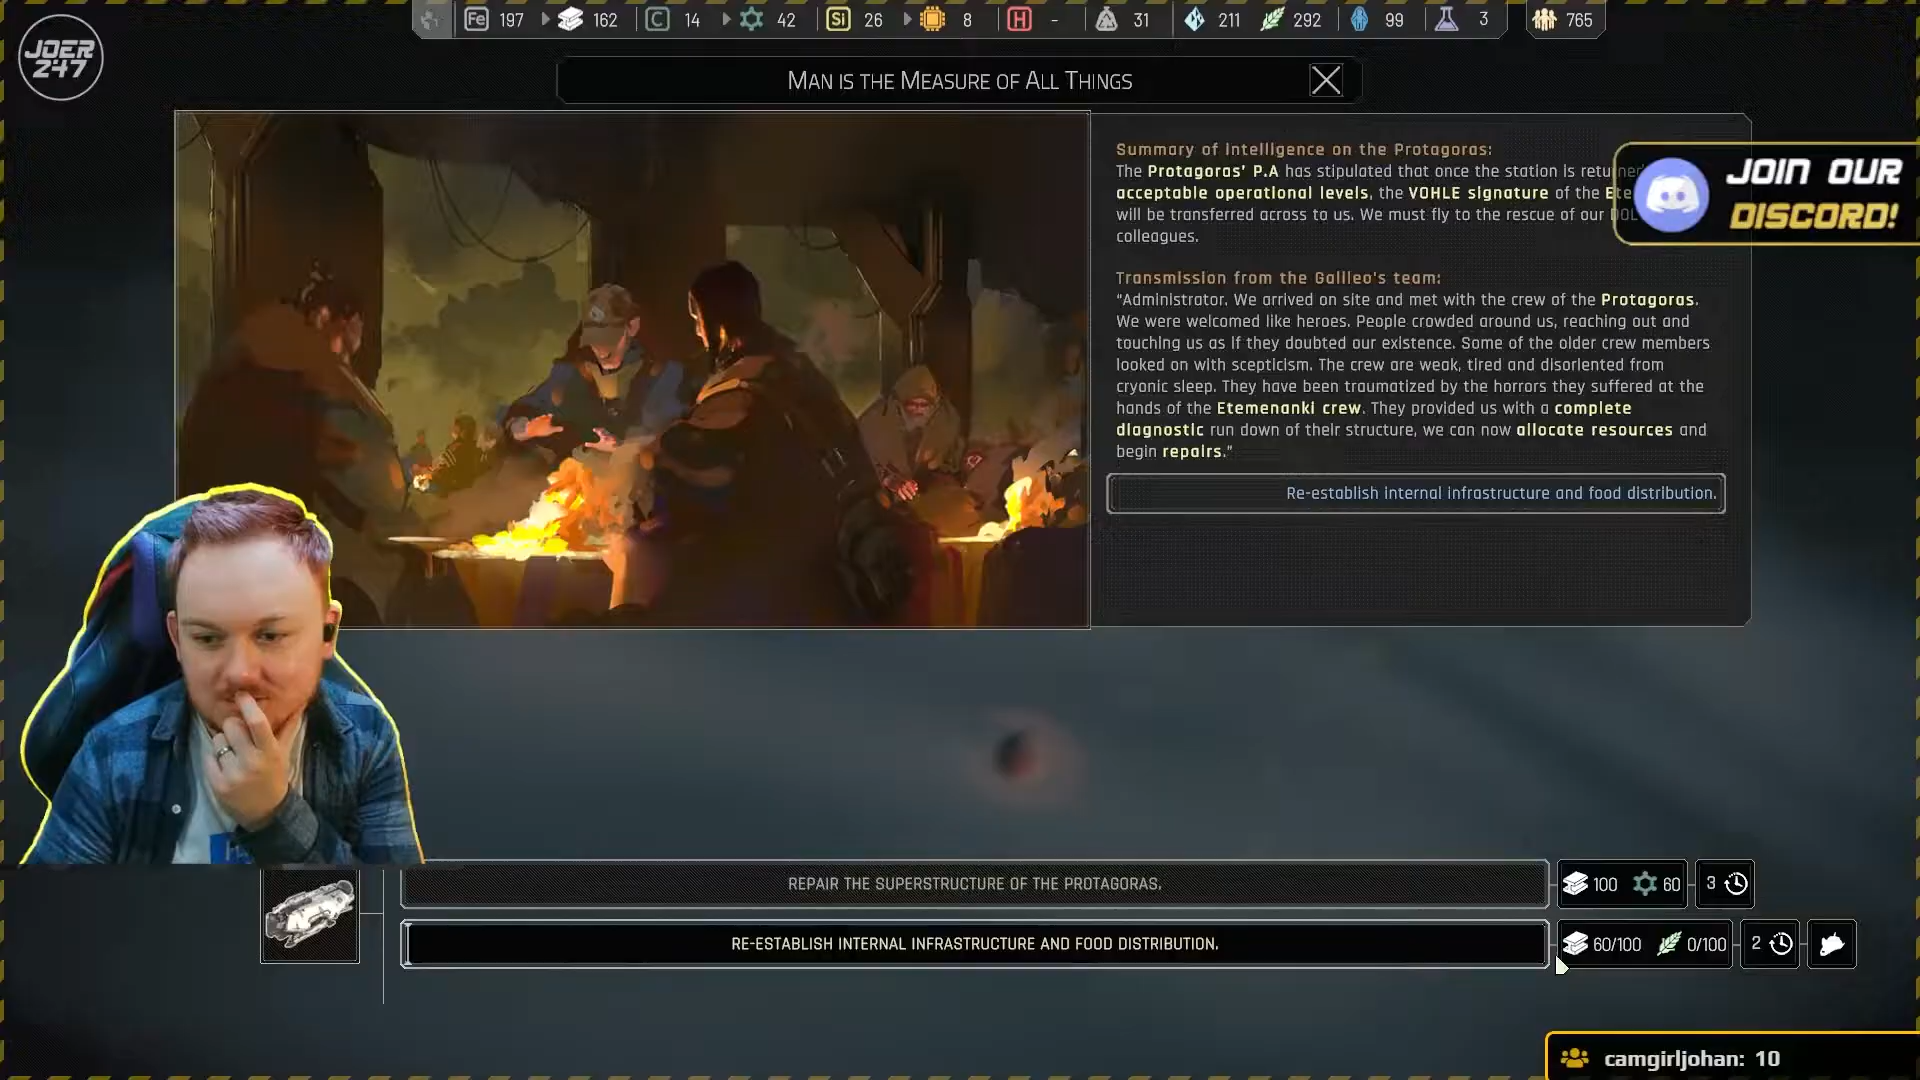 Fe 197 162 C 14 42 Si 26 8 H - 31 211 292 99 3 765
JOER
247
MAN IS THE MEASURE OF ALL THINGS
Summary of intelligence on the Protagoras:
The Protagoras' P.A has stipulated that once the station is
acceptable operational levels, the VOHLE signature of the
will be transferred across to us. We must fly to the rescue of our
colleagues.
JOIN OUR
DISCORD!
Transmission from the Galileo's team:
“Administrator. We arrived on site and met with the crew of the Protagoras.
We were welcomed like heroes. People crowded around us, reaching out and
touching us as if they doubted our existence. Some of the older crew members
looked on with scepticism. The crew are weak, tired and disoriented from
cryonic sleep. They have been traumatized by the horrors they suffered at the
hands of the Etemenanki crew. They provided us with a complete
diagnostic run down of their structure, we can now allocate resources and
begin repairs.”
Re-establish internal infrastructure and food distribution.
REPAIR THE SUPERSTRUCTURE OF THE PROTAGORAS. 100 60 3
RE-ESTABLISH INTERNAL INFRASTRUCTURE AND FOOD DISTRIBUTION. 60/100 0/100 2
camgirljohan: 10